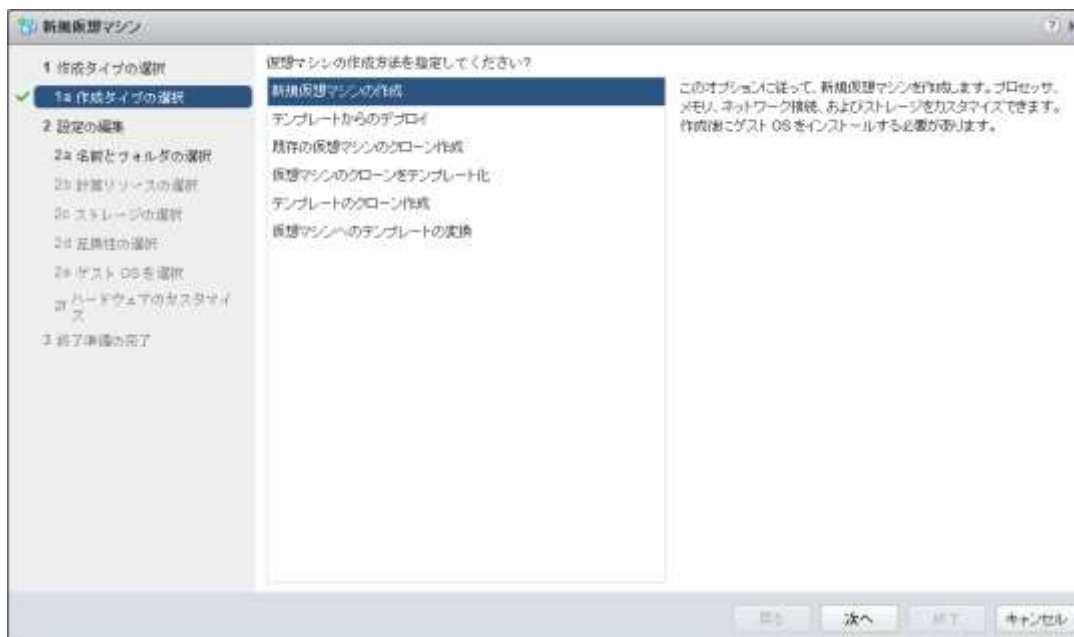 新規仮想マシン
1 作成タイプの選択
1a 作成タイプの選択
2 設定の編集
2a 名前とフォルダの選択
2b 計算リソースの選択
2c ストレージの選択
2d 互換性の選択
2e ゲスト OS を選択
2f ハードウェアのカスタマイズ
3 終了準備の完了
仮想マシンの作成方法を指定してください?
新規仮想マシンの作成
テンプレートからのデプロイ
既存の仮想マシンのクローン作成
仮想マシンのクローンをテンプレート化
テンプレートのクローン作成
仮想マシンへのテンプレートの変換
このオプションに従って、新規仮想マシンを作成します。プロセッサ、
メモリ、ネットワーク接続、およびストレージをカスタマイズできます。
作成後にゲスト OS をインストールする必要があります。
戻る
次へ
終了
キャンセル